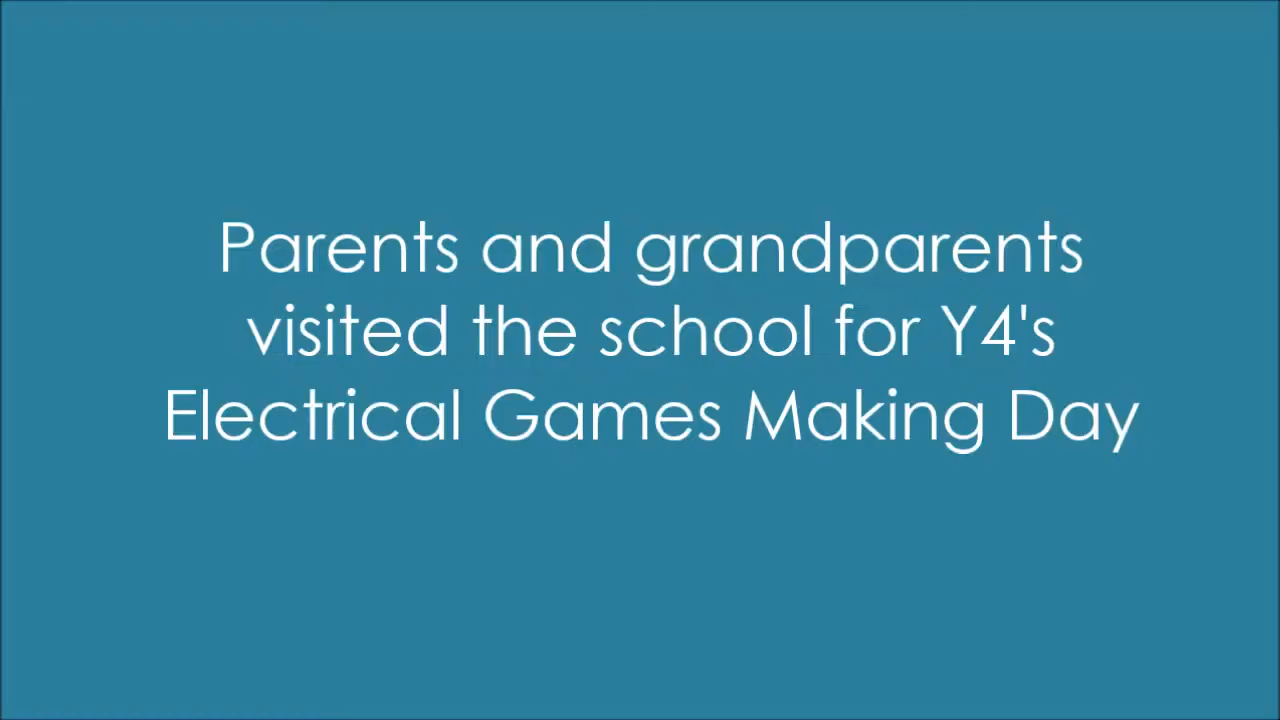 Parents and grandparents
visited the school for Y4's
Electrical Games Making Day